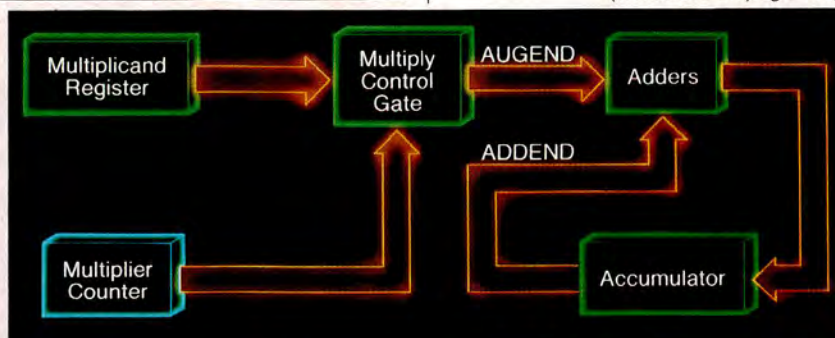 Multiplicand
Register
Multiply
Control
Gate
AUGEND
Adders
ADDEND
Multiplier
Counter
Accumulator